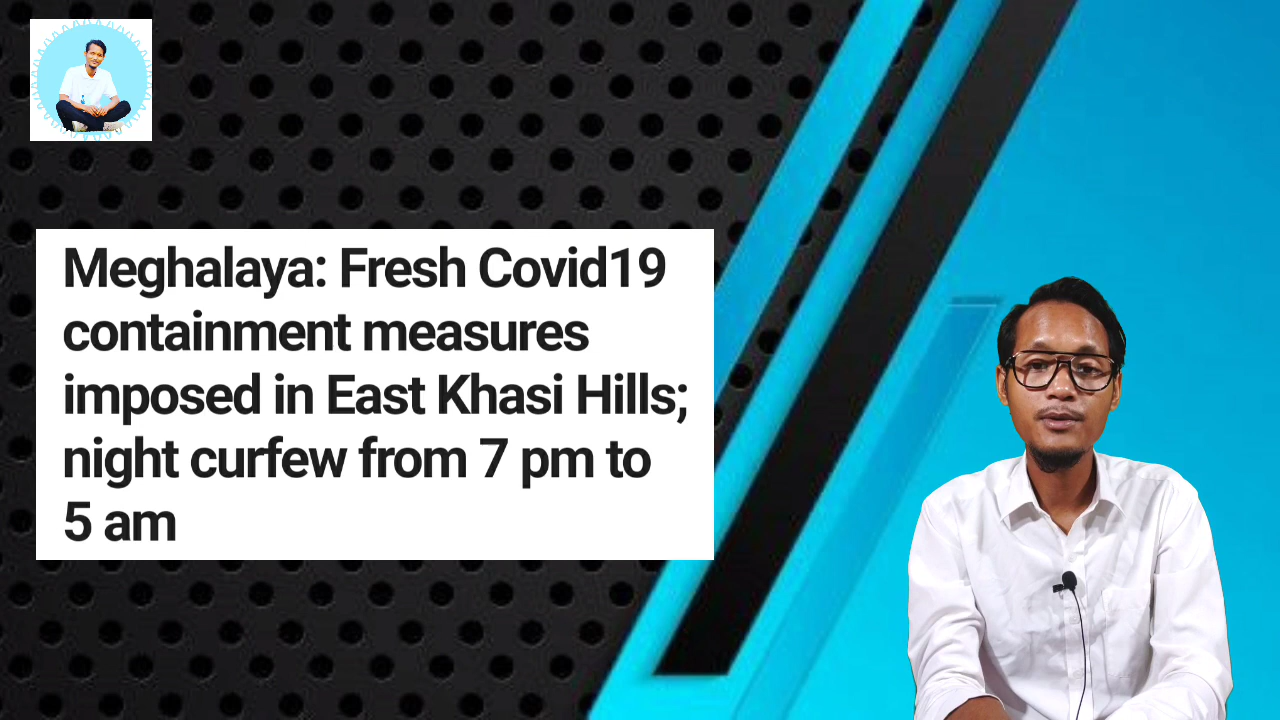 Meghalaya: Fresh Covid19
containment measures
imposed in East Khasi Hills;
night curfew from 7 pm to
5 am